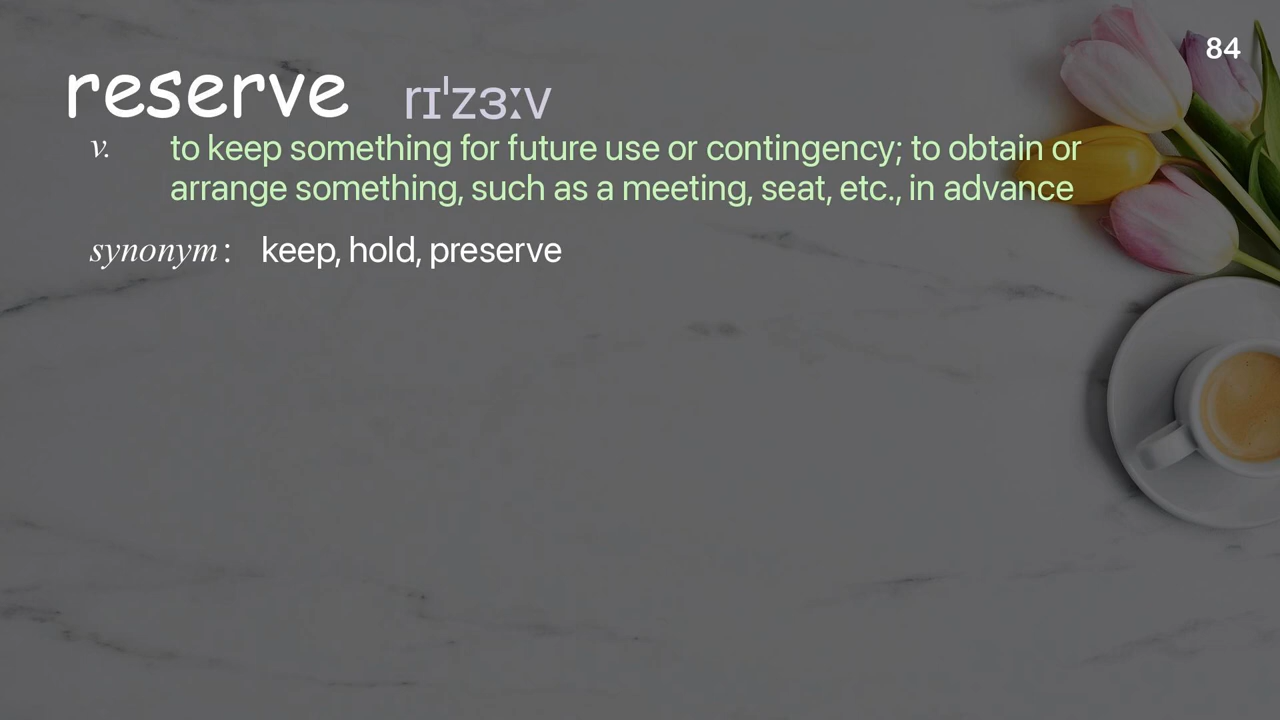 84
reserve rɪˈzɜːv
v. to keep something for future use or contingency; to obtain or
arrange something, such as a meeting, seat, etc., in advance
synonym: keep, hold, preserve